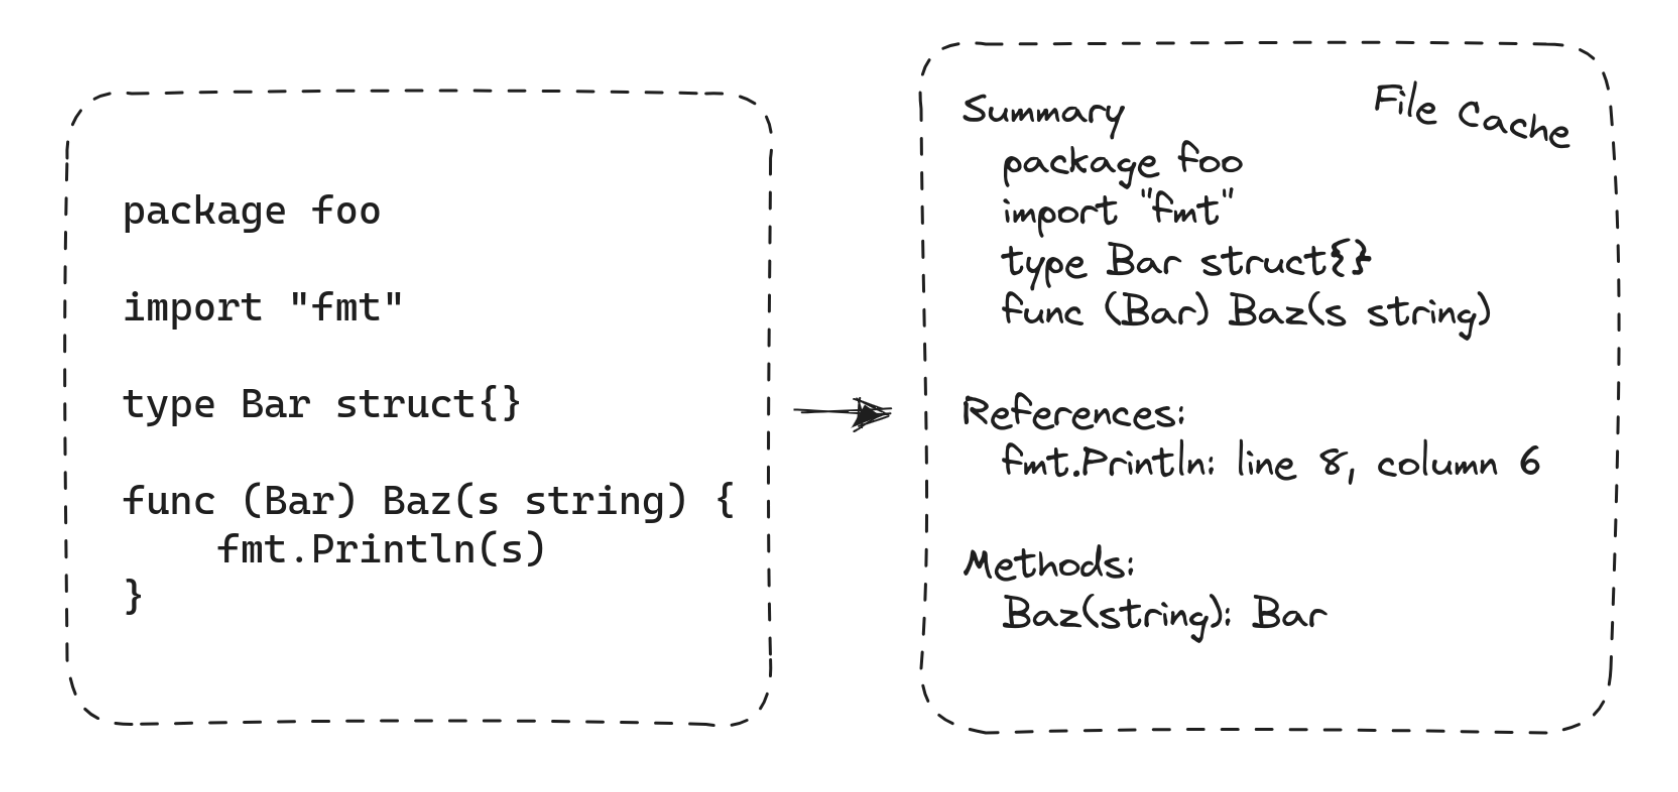 package foo
import "fmt"
type Bar struct{}
func (Bar) Baz(s string) {
fmt.Println(s)
}
File Cache
Summary
package foo
import "fmt"
type Bar struct{}
func (Bar) Baz(s string)
References:
fmt.Println: line 8, column 6
Methods:
Baz(string): Bar